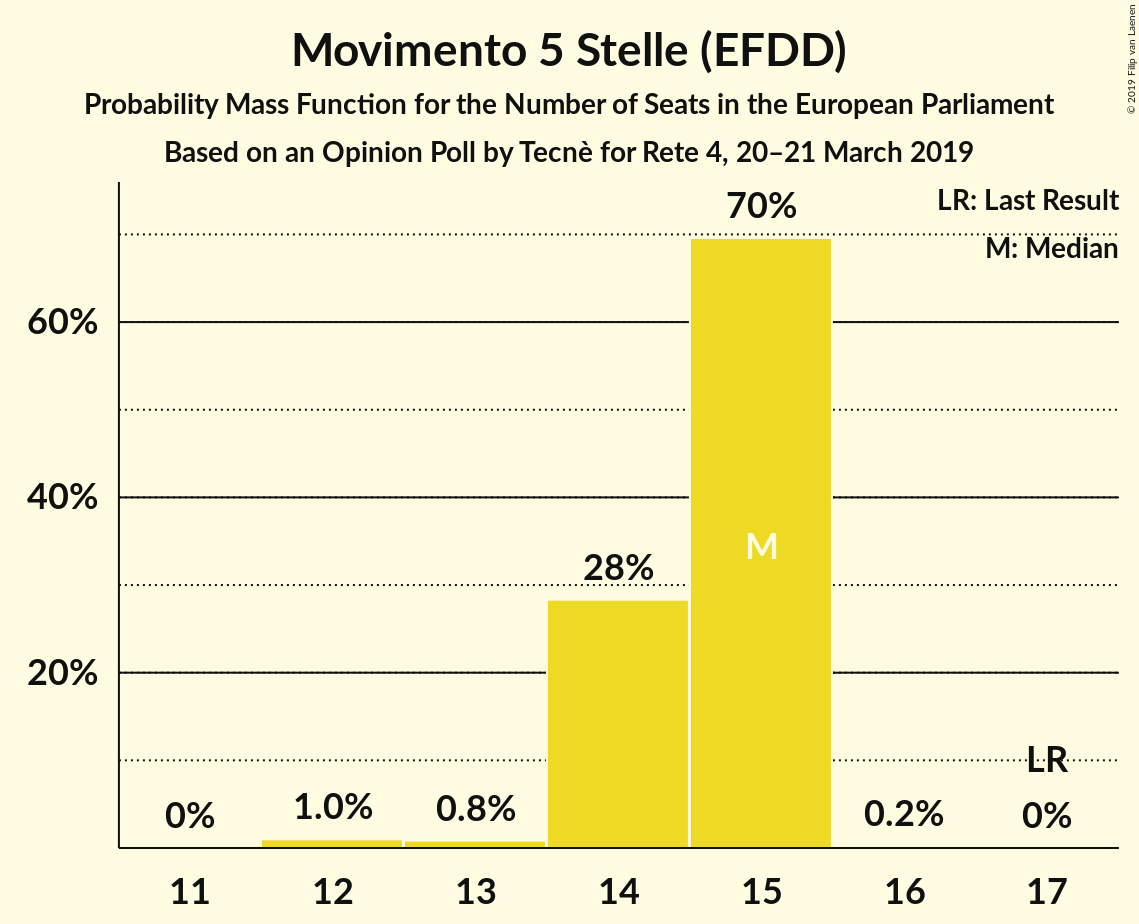 Movimento 5 Stelle (EFDD)
Probability Mass Function for the Number of Seats in the European Parliament
Based on an Opinion Poll by Tecnè for Rete 4, 20–21 March 2019
© 2019 Filip van Laenen
LR: Last Result
M: Median
60%
40%
20%
0%
1.0%
0.8%
28%
70%
M
0.2%
LR
0%
11
12
13
14
15
16
17